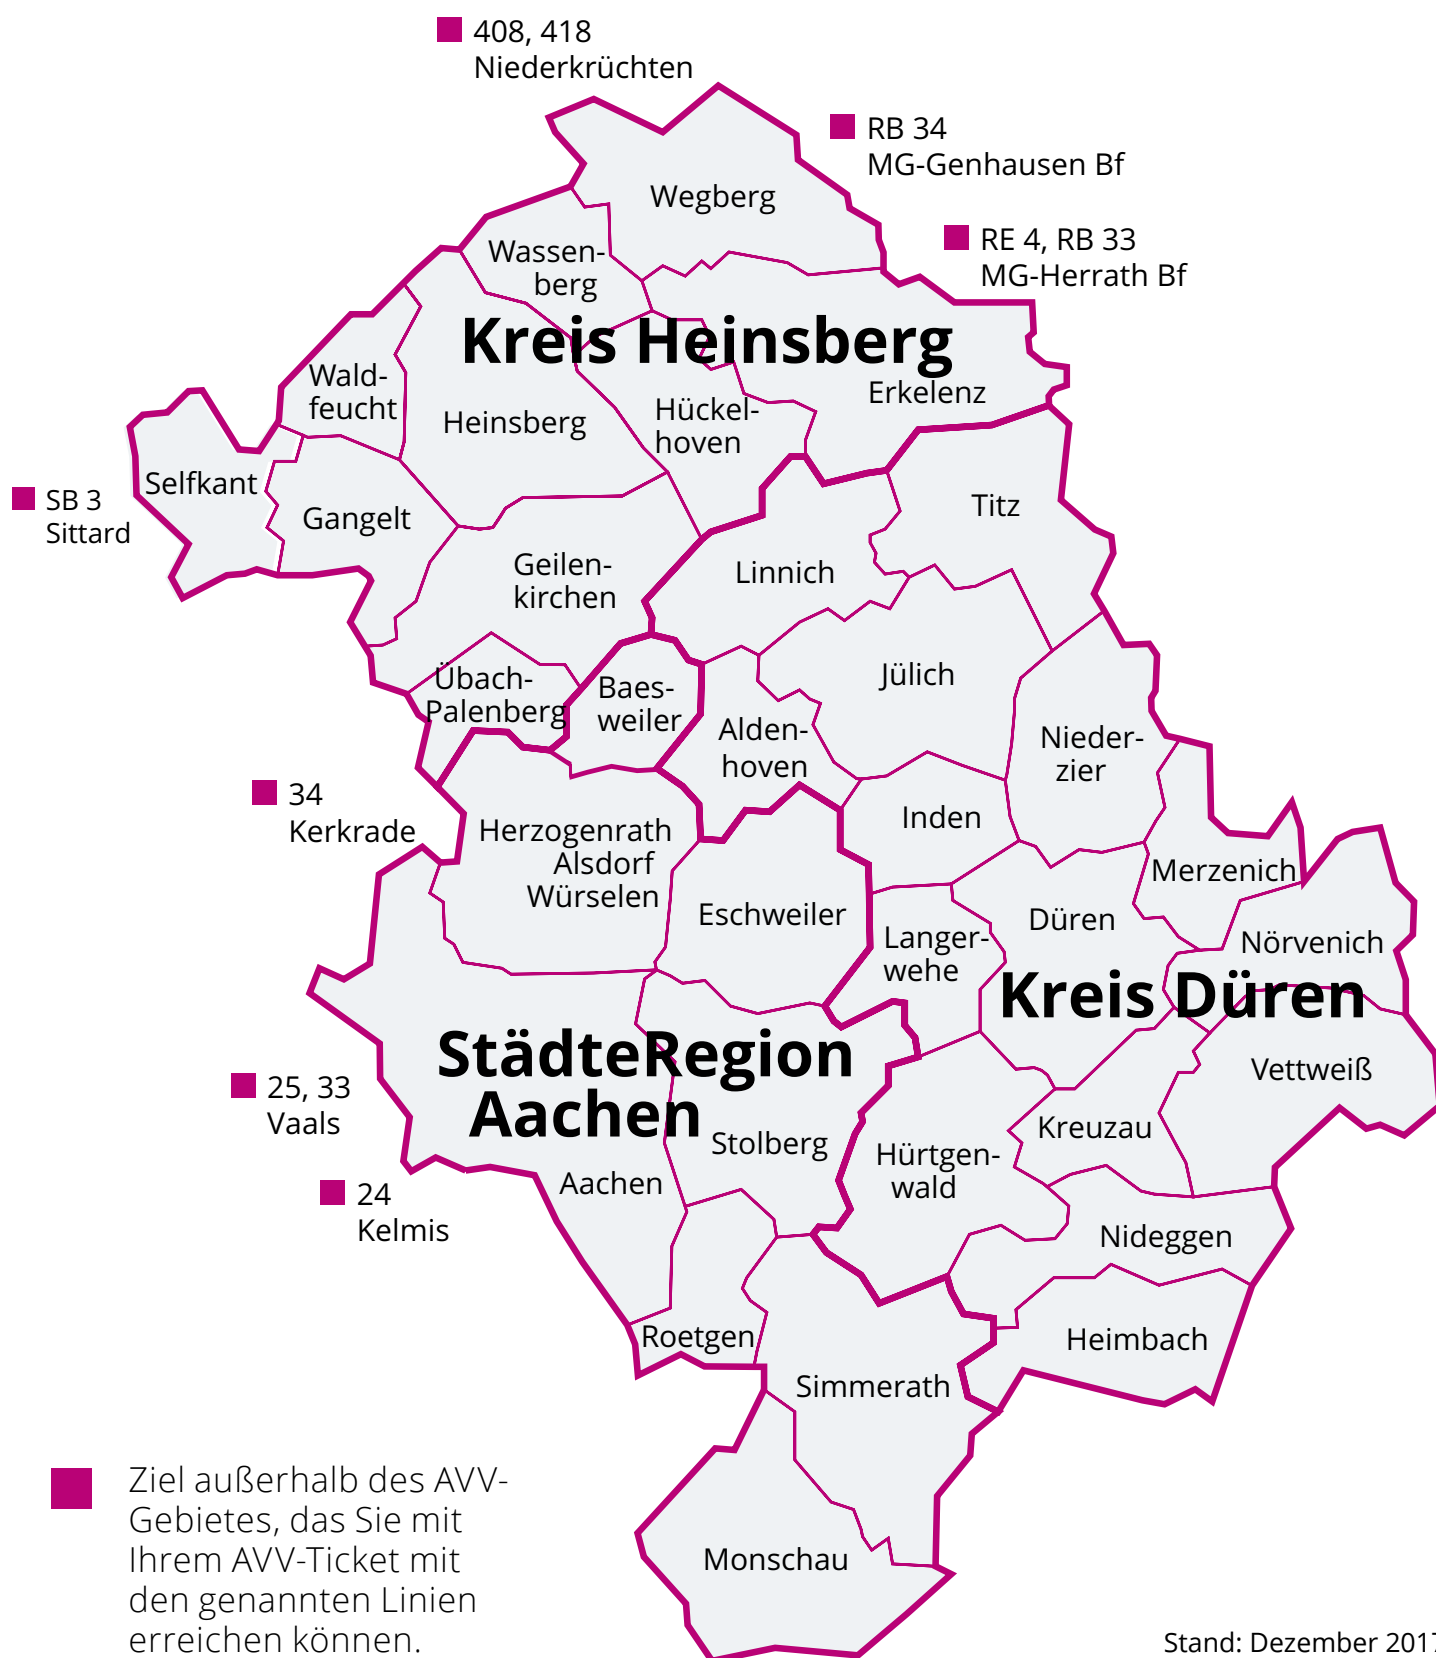 408, 418
Niederkrüchten
RB 34
MG-Genhausen Bf
Wegberg
RE 4, RB 33
MG-Herrath Bf
Wassen-
berg
Kreis Heinsberg
Wald-
feucht
Erkelenz
Heinsberg
Hückel-
hoven
Selfkant
SB 3
Sittard
Gangelt
Titz
Geilen-
kirchen
Linnich
Übach-
Palenberg
Baes-
weiler
Jülich
Alden-
hoven
Nieder-
zier
34
Kerkrade
Herzogenrath
Alsdorf
Würselen
Inden
Merzenich
Eschweiler
Düren
Langer-
wehe
Nörvenich
Kreis Düren
StädteRegion
Aachen
Vettweiß
25, 33
Vaals
Stolberg
Kreuzau
Hürtgen-
wald
Aachen
24
Kelmis
Nideggen
Roetgen
Heimbach
Simmerath
Monschau
Ziel außerhalb des AVV-
Gebietes, das Sie mit
Ihrem AVV-Ticket mit
den genannten Linien
erreichen können.
Stand: Dezember 2017